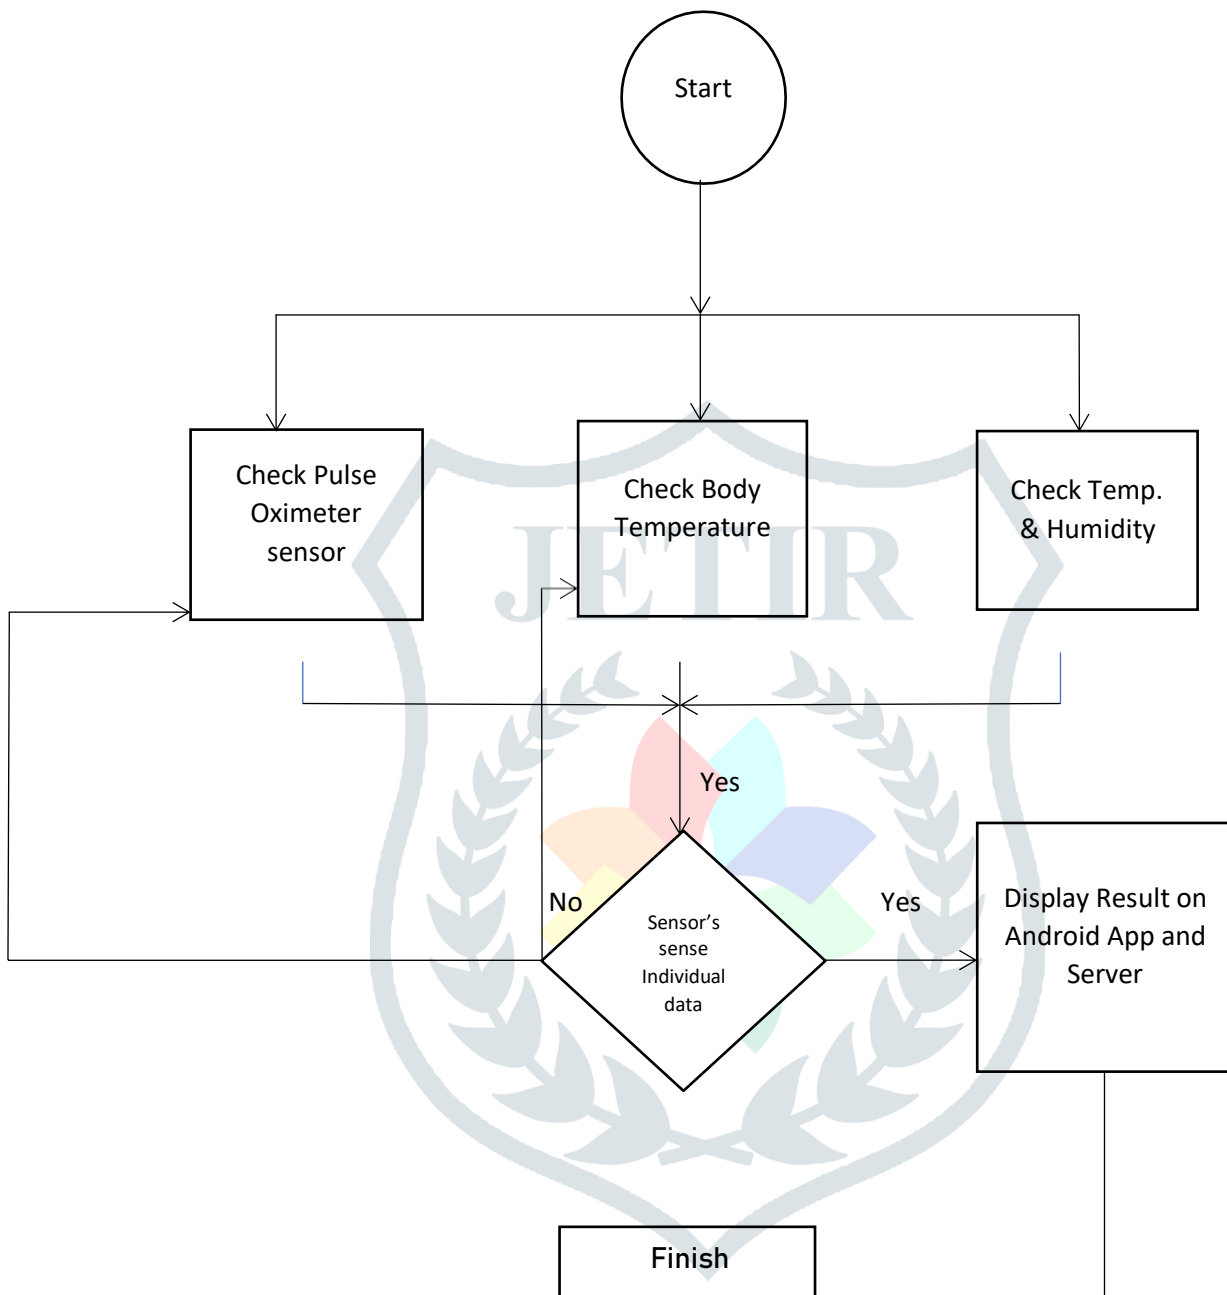 Start
Check Pulse
Oximeter
sensor
Check Body
Temperature
Check Temp.
& Humidity
JETIR
Yes
No
Yes
Sensor’s
sense
Individual
data
Display Result on
Android App and
Server
Finish